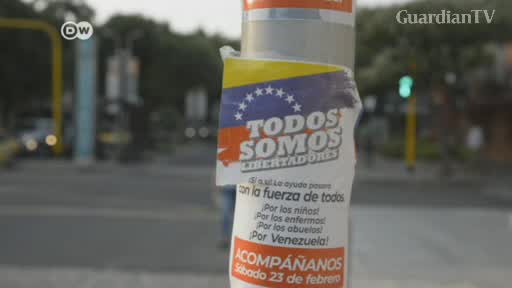 DW
GuardianTV
TODOS
SOMOS
LIBERTADORES
¡Sí o sí! La ayuda pasará
con la fuerza de todos
¡Por los niños!
¡Por los enfermos!
¡Por los abuelos!
¡Por Venezuela!
ACOMPÁÑANOS
Sábado 23 de febrero